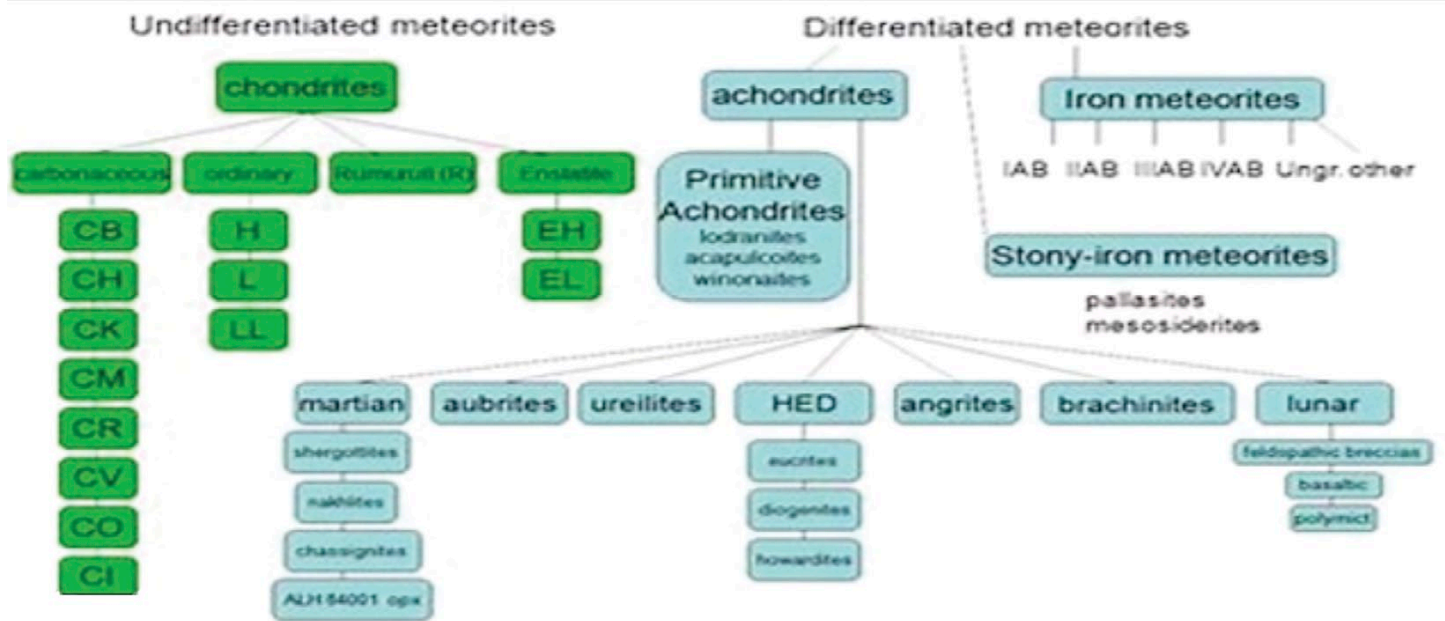 Undifferentiated meteorites
Differentiated meteorites
chondrites
achondrites
Iron meteorites
carbonaceous
ordinary
Rumuruti (R)
Enstatite
IAB IIAB IIIAB IVAB Ungr. other
Primitive
Achondrites
lodranites
acapulcoites
winonaites
CB
CH
CK
CM
CR
CV
CO
CI
H
L
LL
EH
EL
Stony-iron meteorites
pallasites
mesosiderites
martian
aubrites
ureilites
HED
angrites
brachinites
lunar
shergottites
nakhlites
chassignites
ALH 84001 opx
eucrites
diogenites
howardites
feldspathic breccias
basaltic
polymict